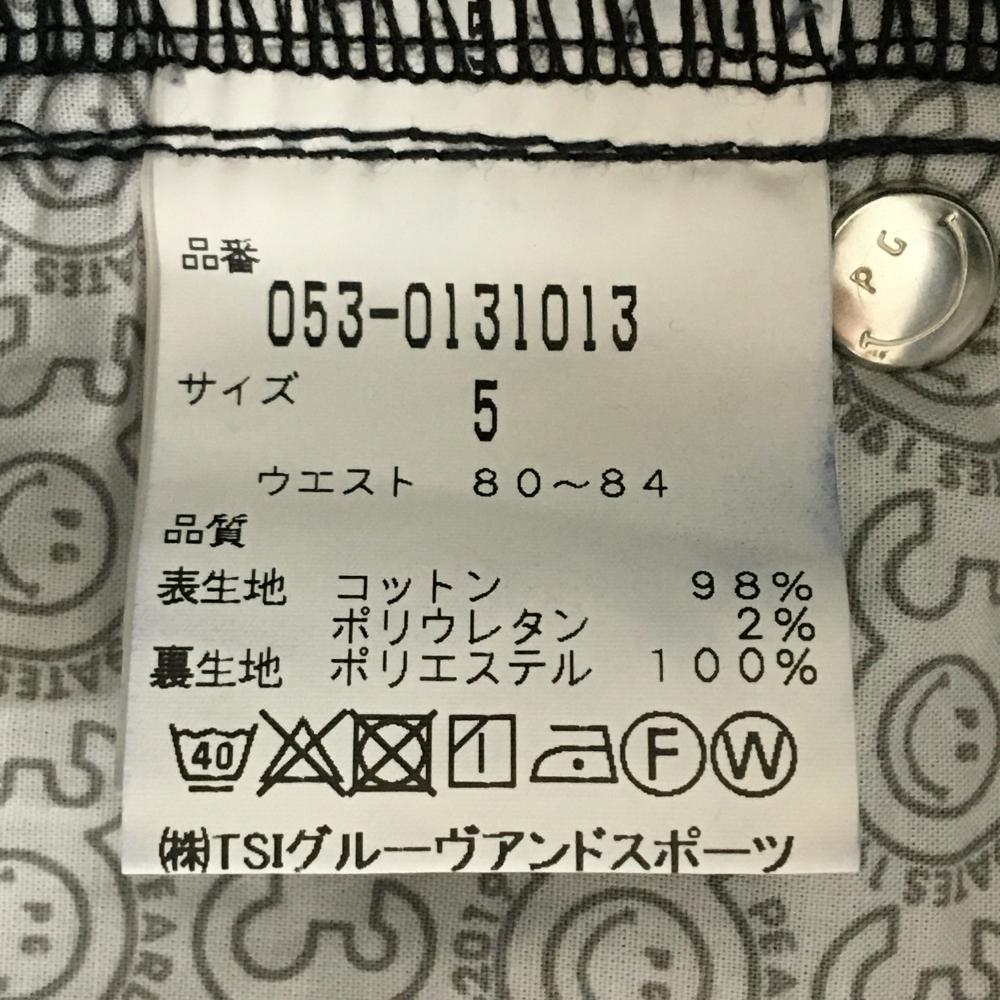 品番
053-0131013
サイズ 5
ウエスト 80～84
品質
表生地 コットン 98%
ポリウレタン 2%
裏生地 ポリエステル 100%
40 F W
㈱TSIグルーヴアンドスポーツ
P G